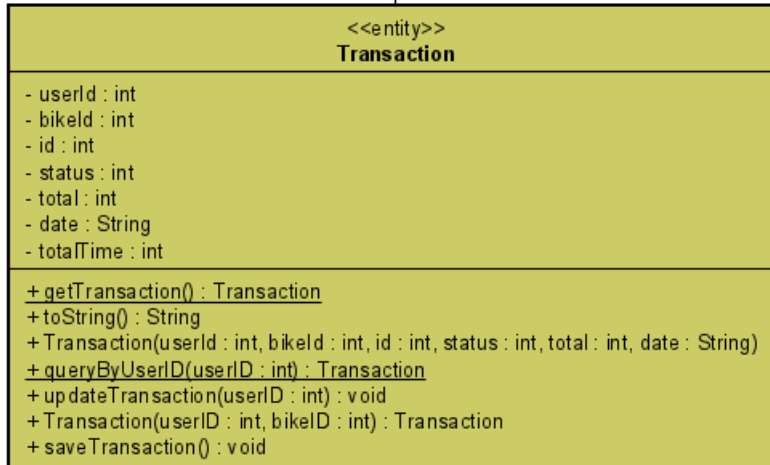 <<entity>>
Transaction
- userId : int
- bikeId : int
- id : int
- status : int
- total : int
- date : String
- totalTime : int
+ getTransaction() : Transaction
+ toString() : String
+ Transaction(userId : int, bikeId : int, id : int, status : int, total : int, date : String)
+ queryByUserID(userID : int) : Transaction
+ updateTransaction(userID : int) : void
+ Transaction(userID : int, bikeID : int) : Transaction
+ saveTransaction() : void